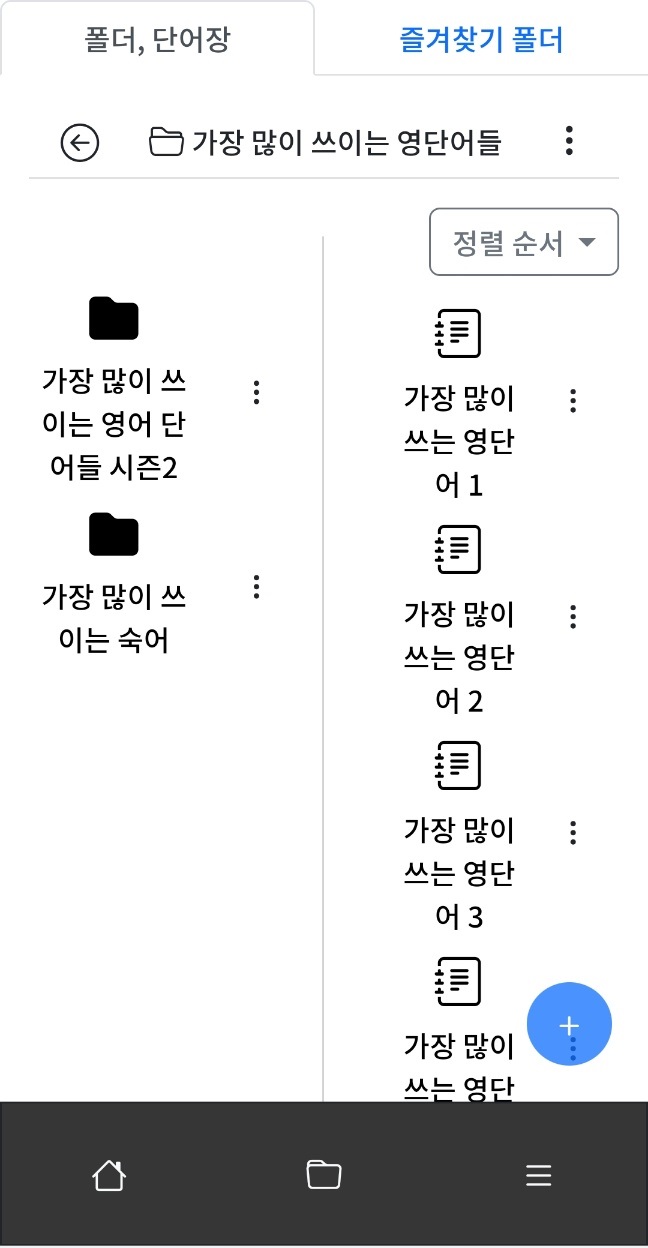 폴더, 단어장
즐겨찾기 폴더
가장 많이 쓰이는 영단어들
정렬 순서
가장 많이 쓰
이는 영어 단
어들 시즌2
가장 많이 쓰
이는 숙어
가장 많이
쓰는 영단
어 1
가장 많이
쓰는 영단
어 2
가장 많이
쓰는 영단
어 3
가장 많이
쓰는 영단